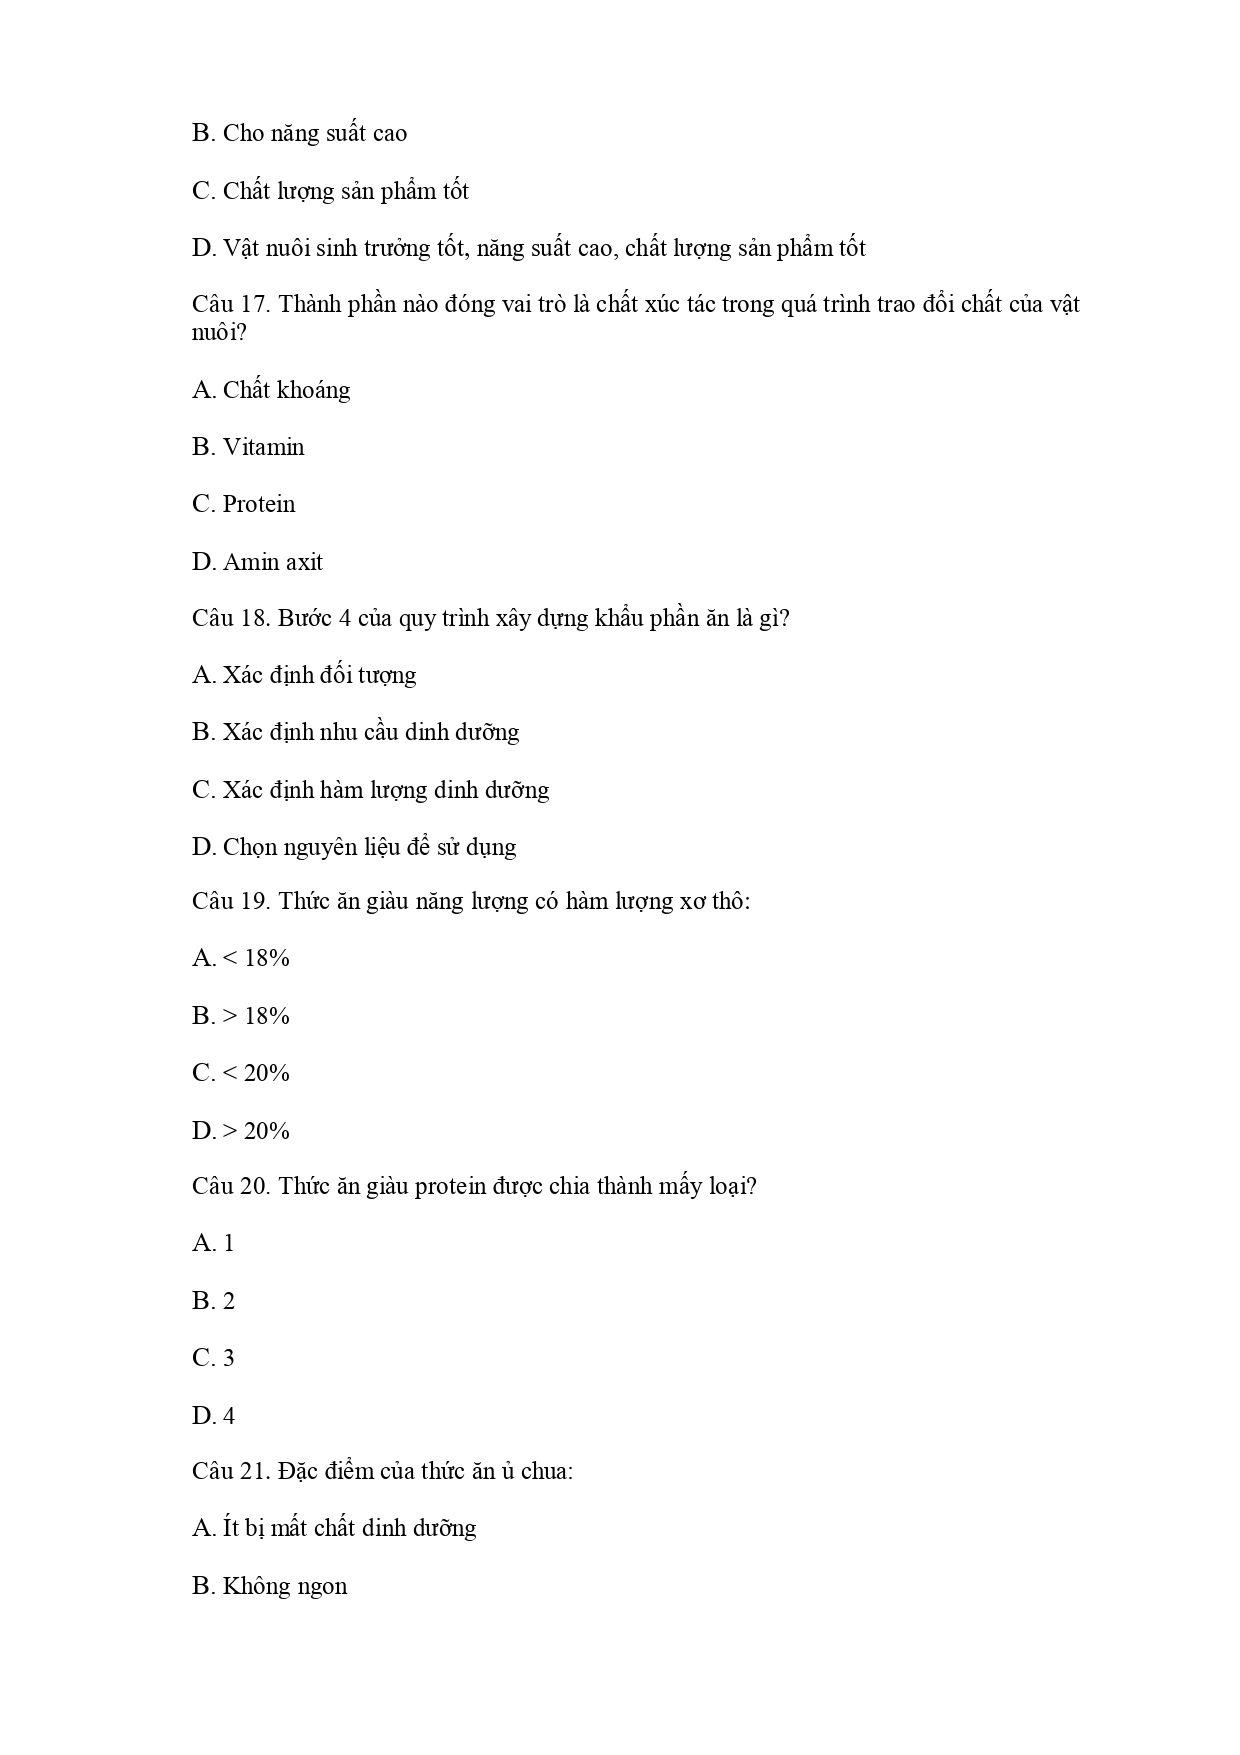 B. Cho năng suất cao
C. Chất lượng sản phẩm tốt
D. Vật nuôi sinh trưởng tốt, năng suất cao, chất lượng sản phẩm tốt
Câu 17. Thành phần nào đóng vai trò là chất xúc tác trong quá trình trao đổi chất của vật
nuôi?
A. Chất khoáng
B. Vitamin
C. Protein
D. Amin axit
Câu 18. Bước 4 của quy trình xây dựng khẩu phần ăn là gì?
A. Xác định đối tượng
B. Xác định nhu cầu dinh dưỡng
C. Xác định hàm lượng dinh dưỡng
D. Chọn nguyên liệu để sử dụng
Câu 19. Thức ăn giàu năng lượng có hàm lượng xơ thô:
A. < 18%
B. > 18%
C. < 20%
D. > 20%
Câu 20. Thức ăn giàu protein được chia thành mấy loại?
A. 1
B. 2
C. 3
D. 4
Câu 21. Đặc điểm của thức ăn ủ chua:
A. Ít bị mất chất dinh dưỡng
B. Không ngon